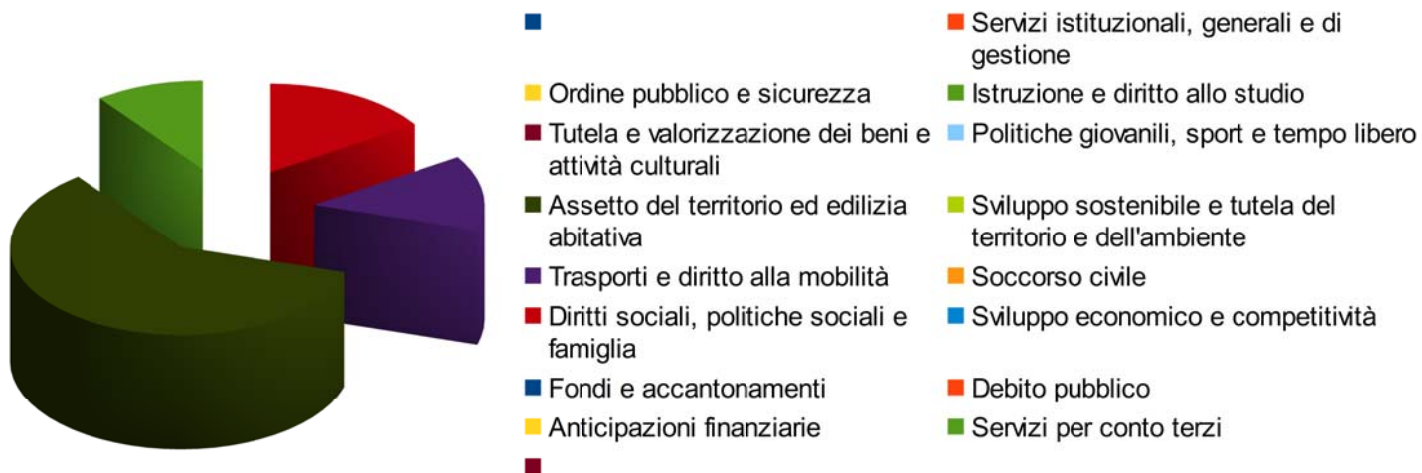 Servizi istituzionali, generali e di
gestione
Ordine pubblico e sicurezza
Istruzione e diritto allo studio
Tutela e valorizzazione dei beni e
attività culturali
Politiche giovanili, sport e tempo libero
Assetto del territorio ed edilizia
abitativa
Sviluppo sostenibile e tutela del
territorio e dell'ambiente
Trasporti e diritto alla mobilità
Soccorso civile
Diritti sociali, politiche sociali e
famiglia
Sviluppo economico e competitività
Fondi e accantonamenti
Debito pubblico
Anticipazioni finanziarie
Servizi per conto terzi